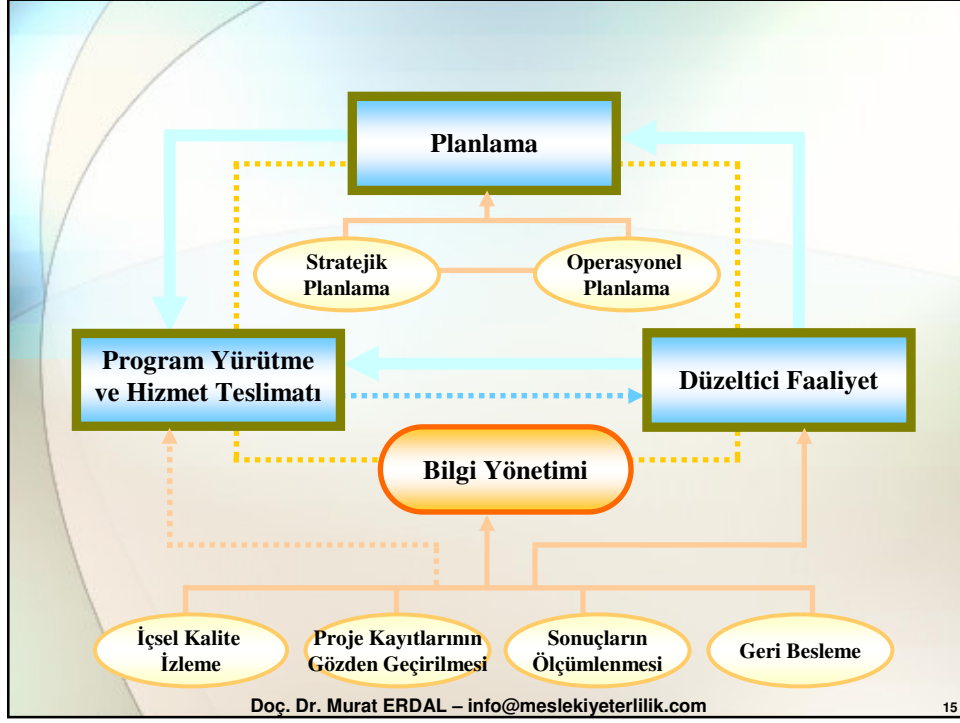 Planlama
Stratejik
Planlama
Operasyonel
Planlama
Program Yürütme
ve Hizmet Teslimatı
Düzeltici Faaliyet
Bilgi Yönetimi
İçsel Kalite
İzleme
Proje Kayıtlarının
Gözden Geçirilmesi
Sonuçların
Ölçümlenmesi
Geri Besleme
Doç. Dr. Murat ERDAL – info@meslekiyeterlilik.com
15